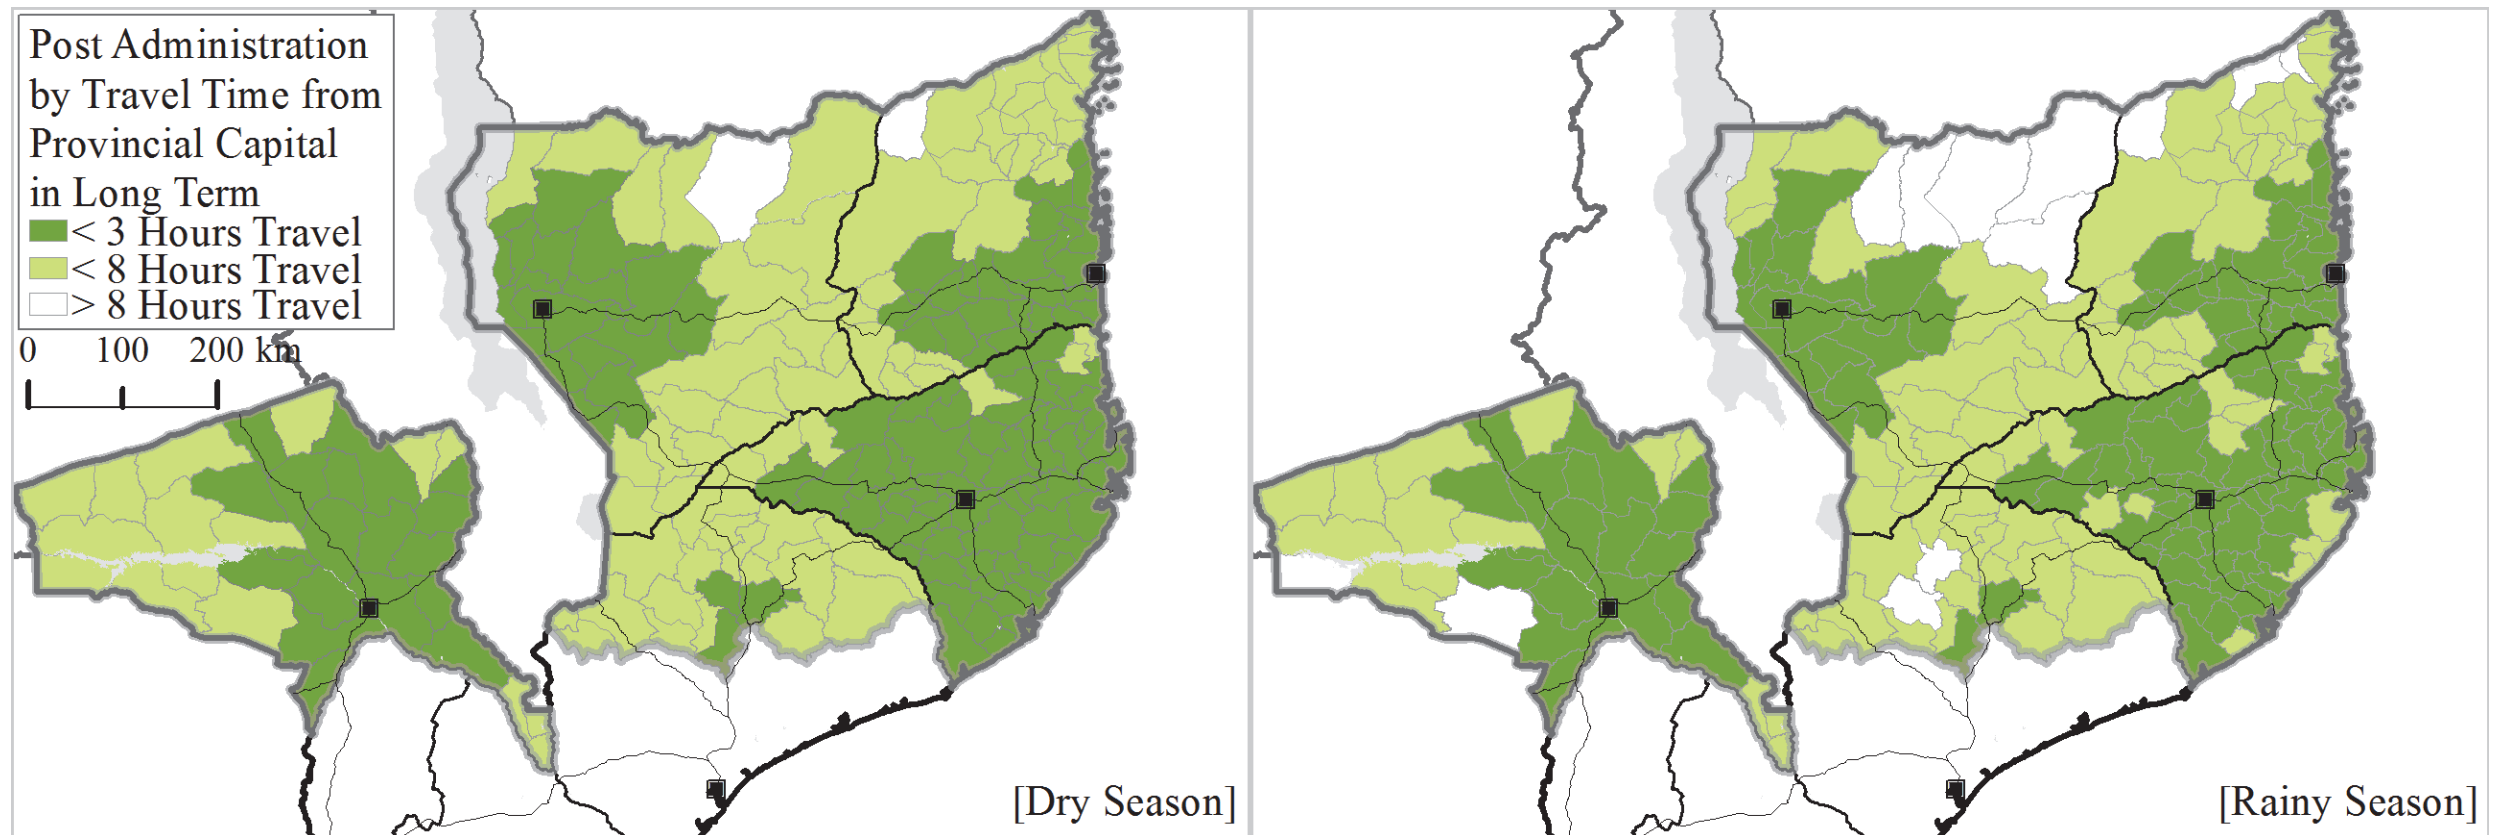 Post Administration
by Travel Time from
Provincial Capital
in Long Term
< 3 Hours Travel
< 8 Hours Travel
> 8 Hours Travel
0 100 200 km
[Dry Season]
[Rainy Season]